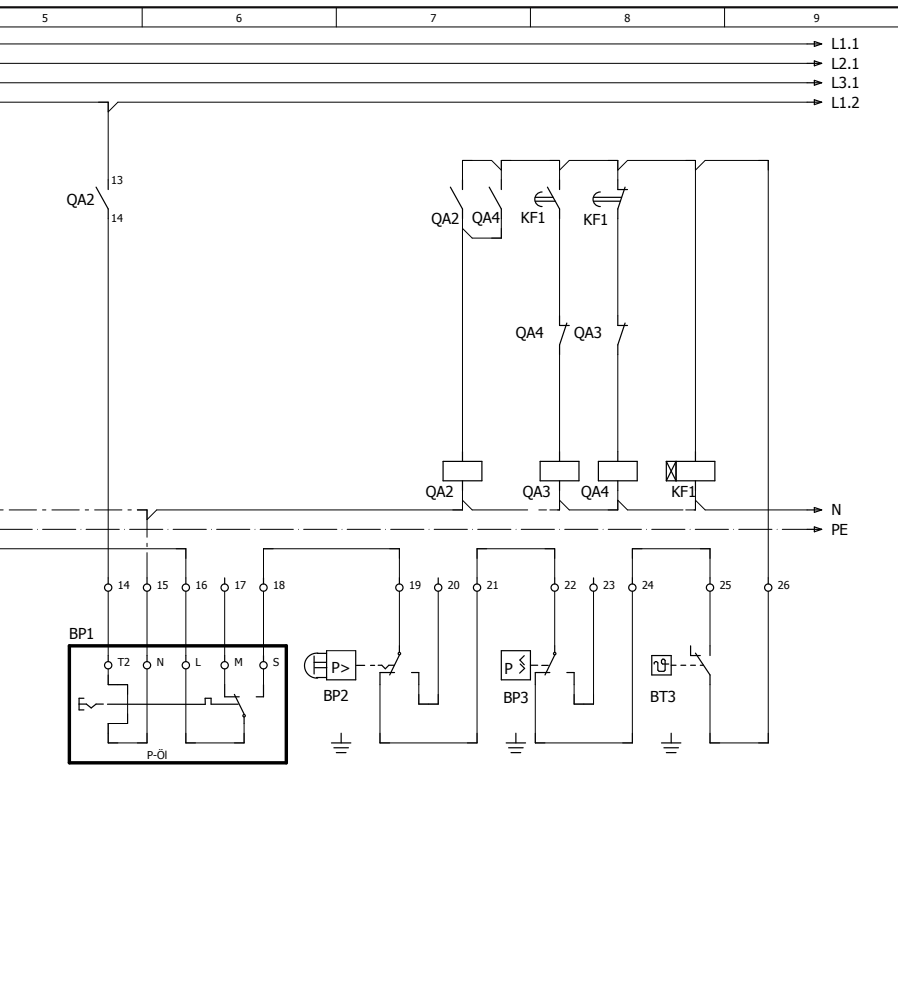 5 6 7 8 9
L1.1
L2.1
L3.1
L1.2
13
QA2
14
QA2 QA4 KF1 KF1
QA4 QA3
QA2 QA3 QA4 KF1
N
PE
14 15 16 17 18 19 20 21 22 23 24 25 26
BP1
T2 N L M S
P> P ϑ
BP2 BP3 BT3
P-Öl